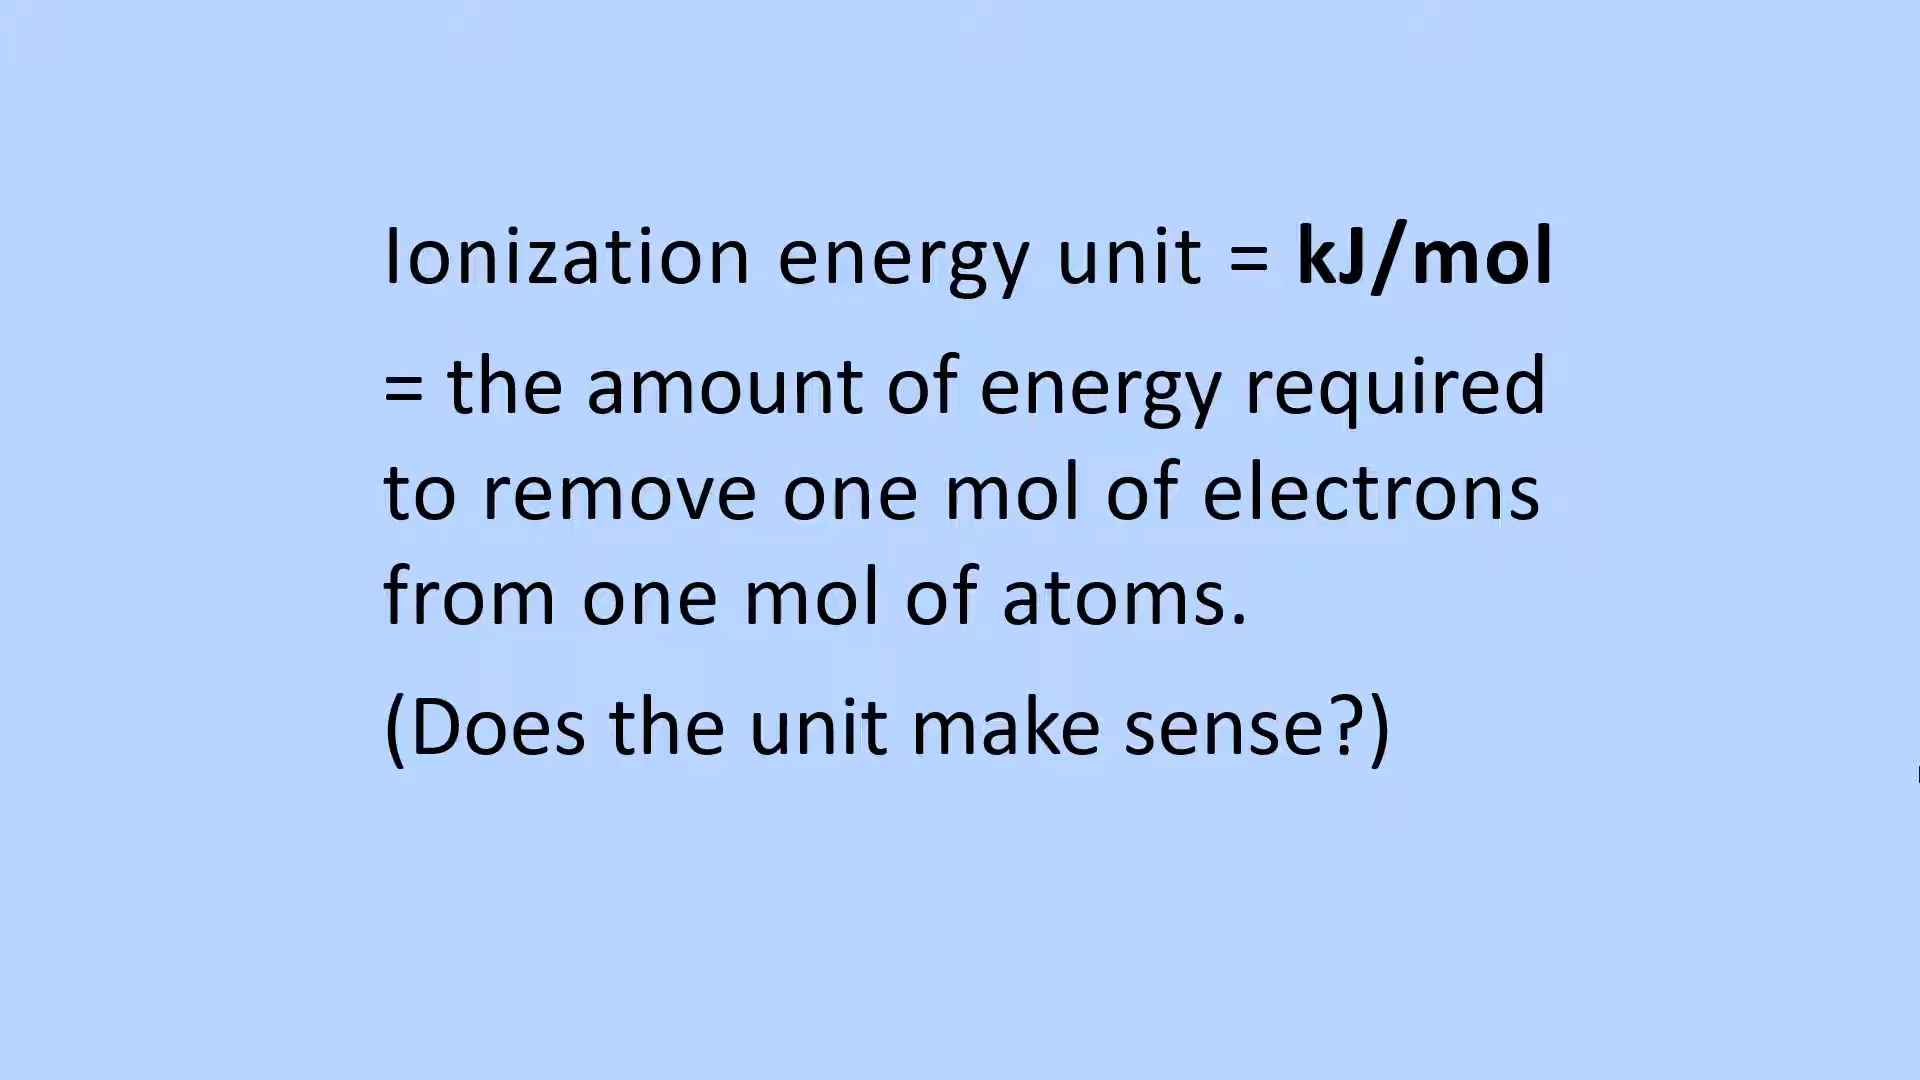 Ionization energy unit = kJ/mol
= the amount of energy required
to remove one mol of electrons
from one mol of atoms.
(Does the unit make sense?)